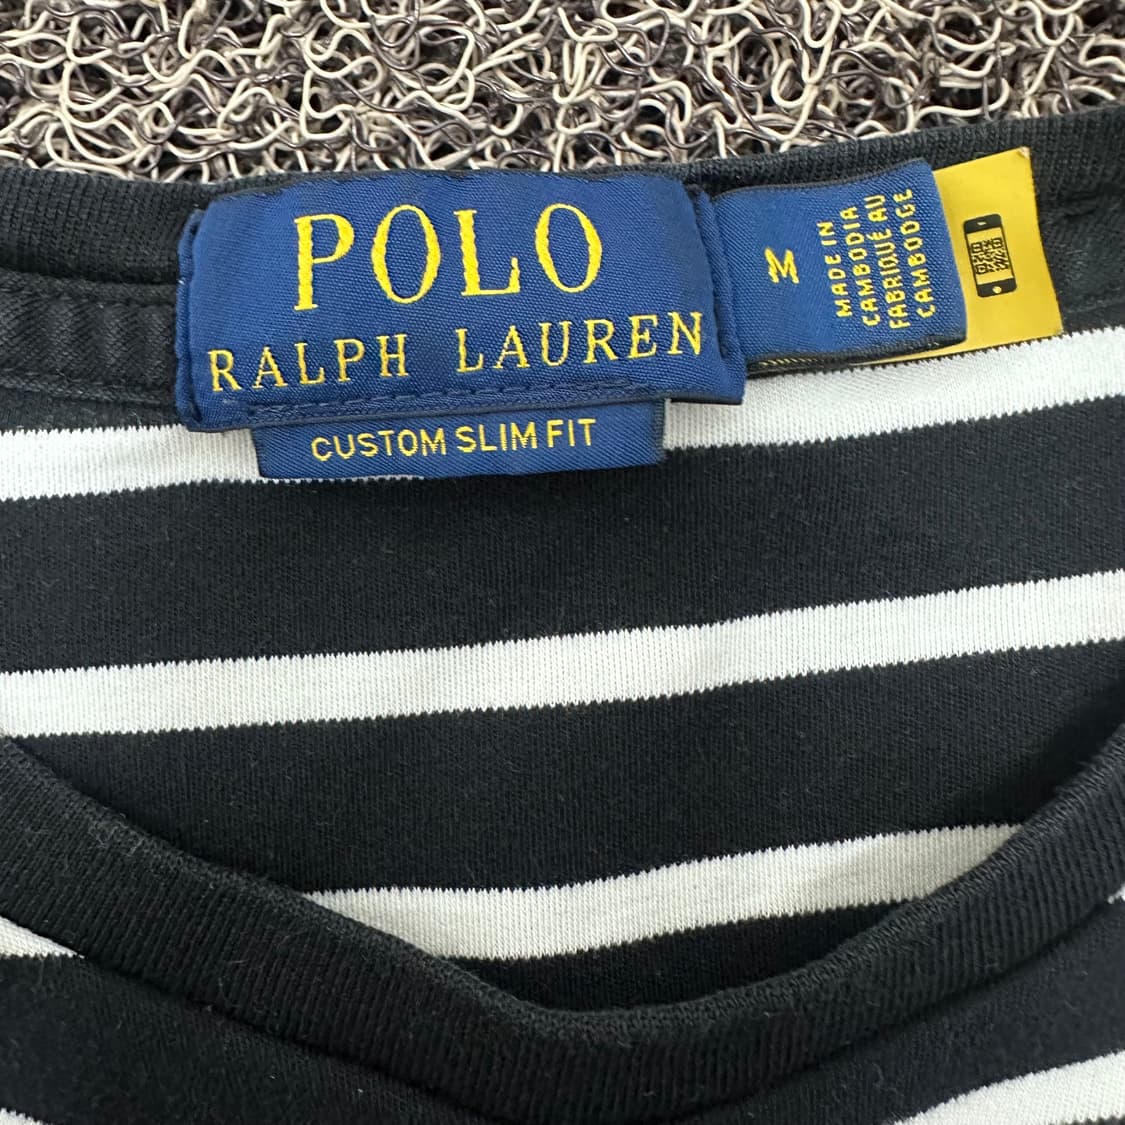 POLO
RALPH LAUREN
CUSTOM SLIM FIT
M
MADE IN
CAMBODIA
FABRIQUÉ AU
CAMBODGE